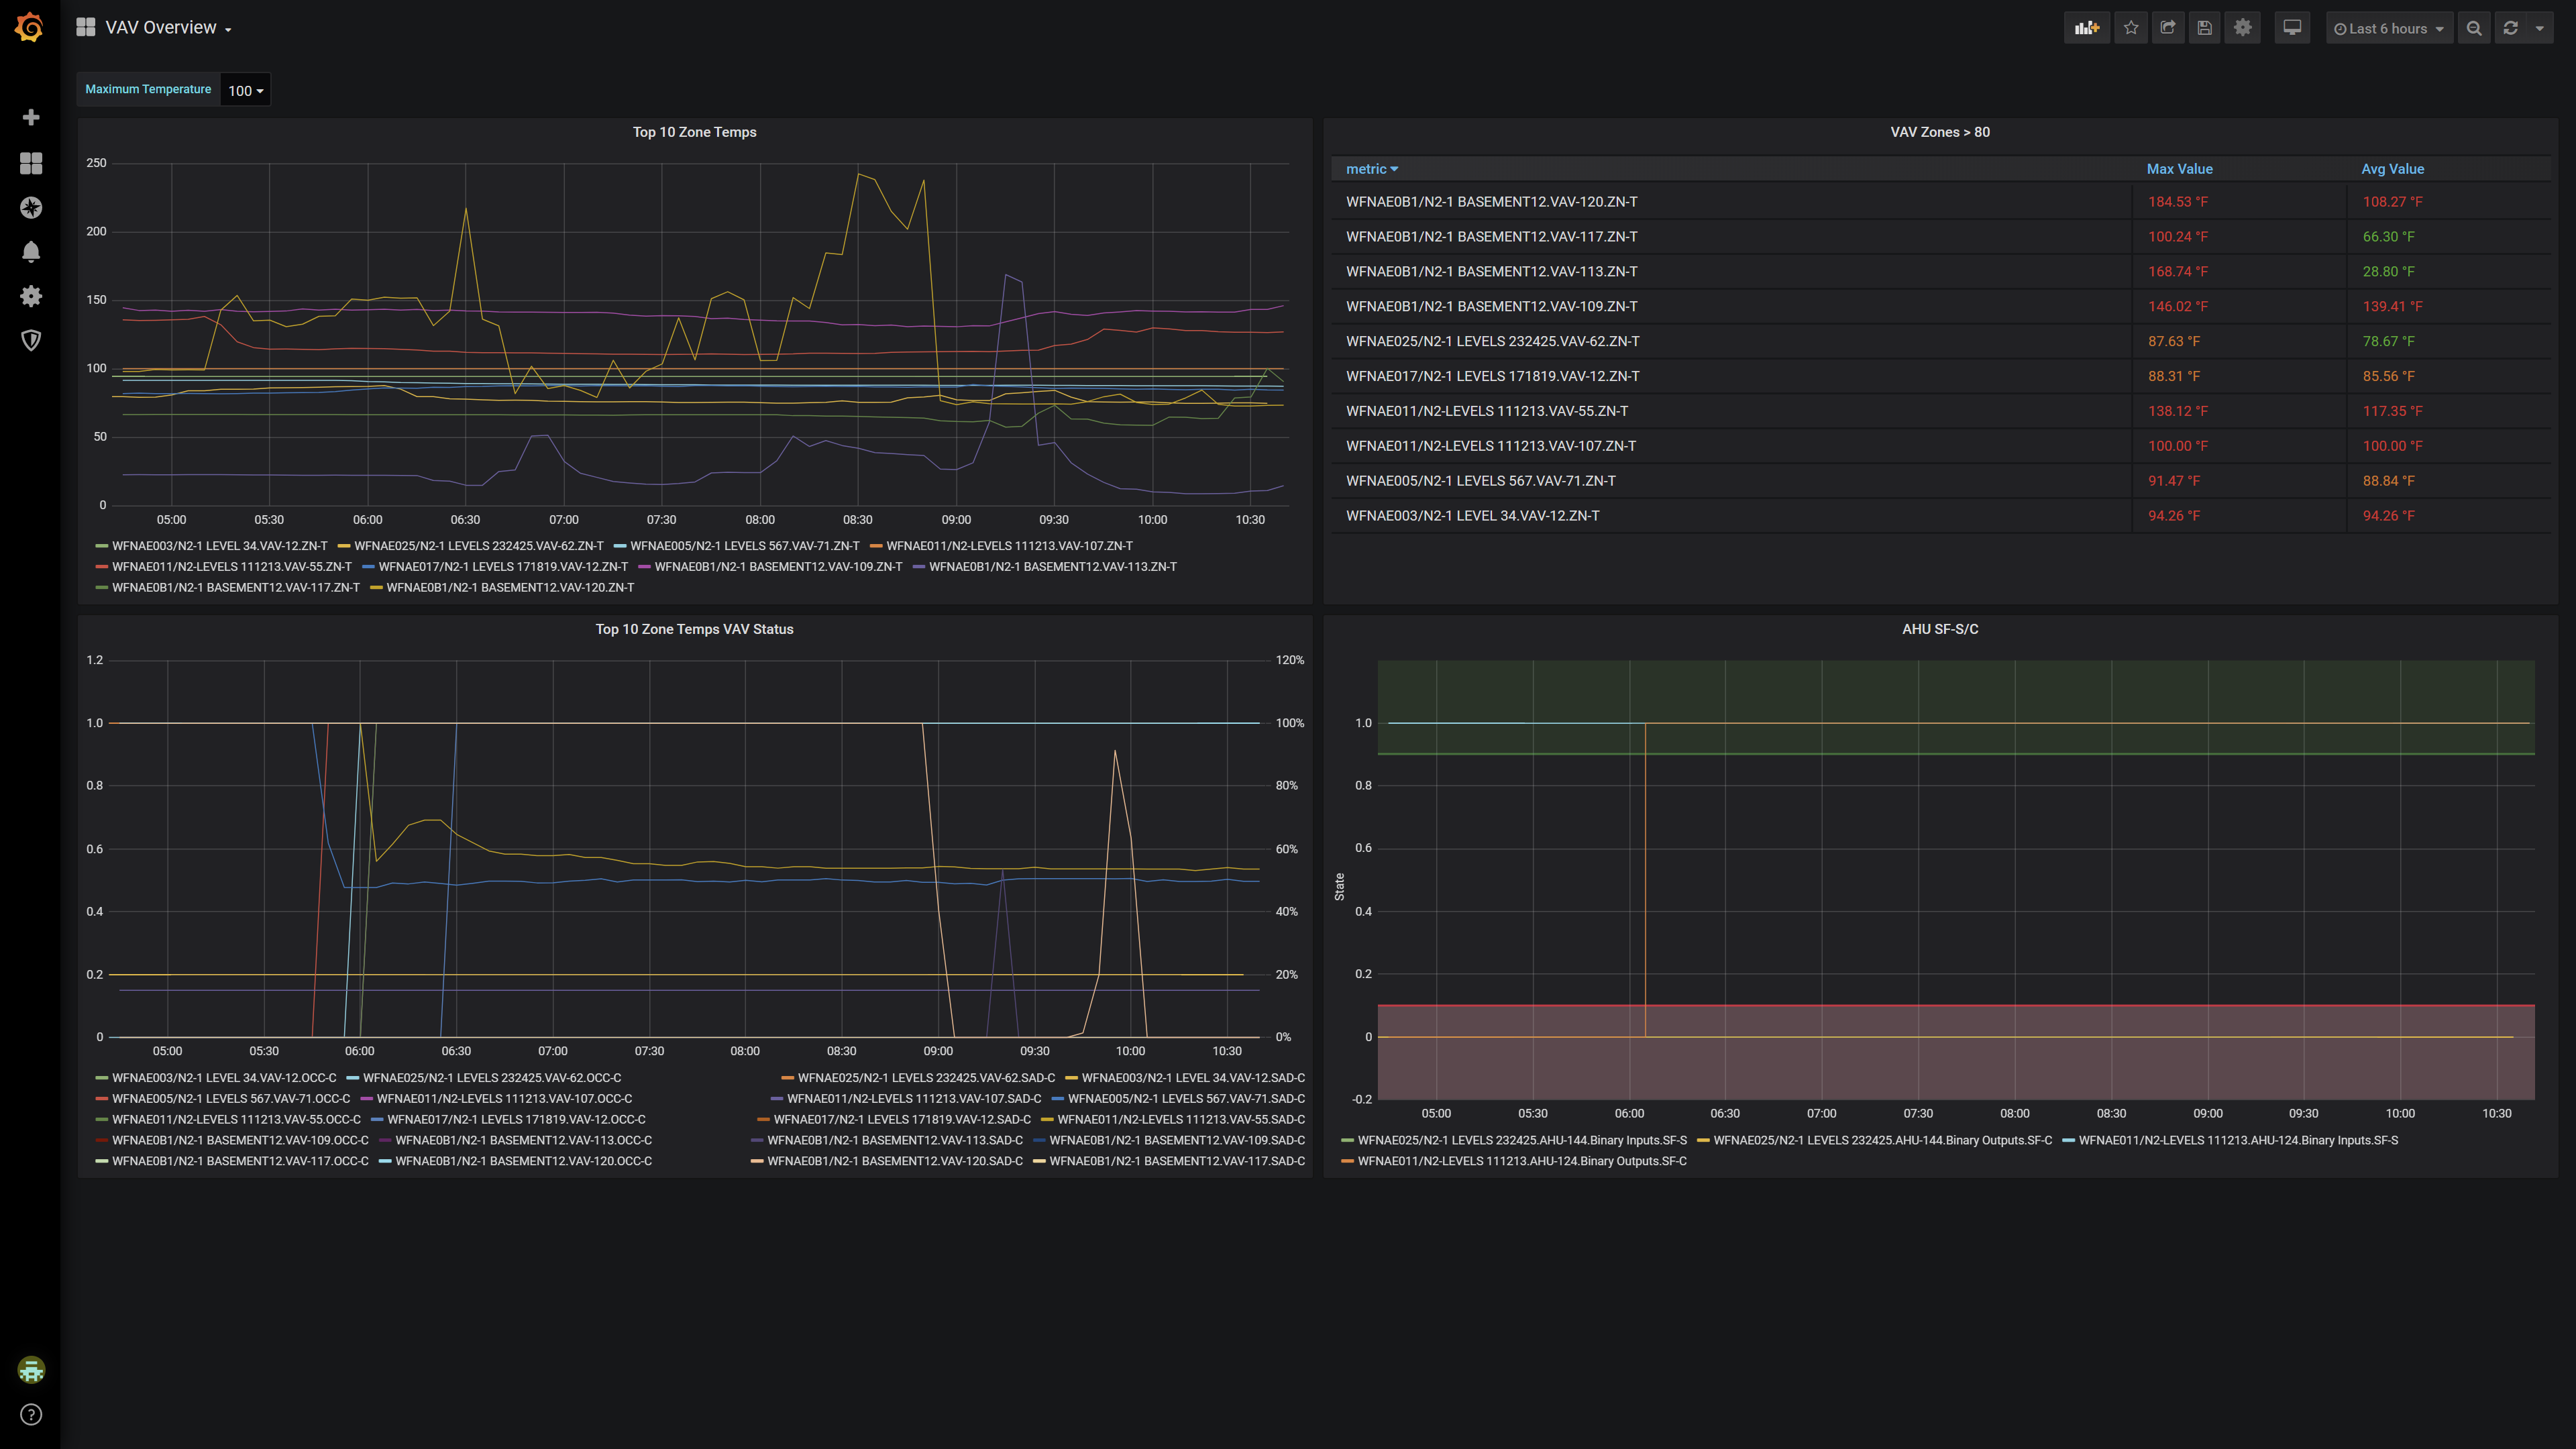 VAV Overview
Last 6 hours
Maximum Temperature 100
Top 10 Zone Temps
250
200
150
100
50
0
05:00 05:30 06:00 06:30 07:00 07:30 08:00 08:30 09:00 09:30 10:00 10:30
WFNAE003/N2-1 LEVEL 34.VAV-12.ZN-T WFNAE025/N2-1 LEVELS 232425.VAV-62.ZN-T WFNAE005/N2-1 LEVELS 567.VAV-71.ZN-T WFNAE011/N2-LEVELS 111213.VAV-107.ZN-T
WFNAE011/N2-LEVELS 111213.VAV-55.ZN-T WFNAE017/N2-1 LEVELS 171819.VAV-12.ZN-T WFNAE0B1/N2-1 BASEMENT12.VAV-109.ZN-T WFNAE0B1/N2-1 BASEMENT12.VAV-113.ZN-T
WFNAE0B1/N2-1 BASEMENT12.VAV-117.ZN-T WFNAE0B1/N2-1 BASEMENT12.VAV-120.ZN-T
VAV Zones > 80
metric Max Value Avg Value
WFNAE0B1/N2-1 BASEMENT12.VAV-120.ZN-T 184.53 °F 108.27 °F
WFNAE0B1/N2-1 BASEMENT12.VAV-117.ZN-T 100.24 °F 66.30 °F
WFNAE0B1/N2-1 BASEMENT12.VAV-113.ZN-T 168.74 °F 28.80 °F
WFNAE0B1/N2-1 BASEMENT12.VAV-109.ZN-T 146.02 °F 139.41 °F
WFNAE025/N2-1 LEVELS 232425.VAV-62.ZN-T 87.63 °F 78.67 °F
WFNAE017/N2-1 LEVELS 171819.VAV-12.ZN-T 88.31 °F 85.56 °F
WFNAE011/N2-LEVELS 111213.VAV-55.ZN-T 138.12 °F 117.35 °F
WFNAE011/N2-LEVELS 111213.VAV-107.ZN-T 100.00 °F 100.00 °F
WFNAE005/N2-1 LEVELS 567.VAV-71.ZN-T 91.47 °F 88.84 °F
WFNAE003/N2-1 LEVEL 34.VAV-12.ZN-T 94.26 °F 94.26 °F
Top 10 Zone Temps VAV Status
1.2 120%
1.0 100%
0.8 80%
0.6 60%
0.4 40%
0.2 20%
0 0%
05:00 05:30 06:00 06:30 07:00 07:30 08:00 08:30 09:00 09:30 10:00 10:30
WFNAE003/N2-1 LEVEL 34.VAV-12.OCC-C WFNAE025/N2-1 LEVELS 232425.VAV-62.OCC-C WFNAE025/N2-1 LEVELS 232425.VAV-62.SAD-C WFNAE003/N2-1 LEVEL 34.VAV-12.SAD-C
WFNAE005/N2-1 LEVELS 567.VAV-71.OCC-C WFNAE011/N2-LEVELS 111213.VAV-107.OCC-C WFNAE011/N2-LEVELS 111213.VAV-107.SAD-C WFNAE005/N2-1 LEVELS 567.VAV-71.SAD-C
WFNAE011/N2-LEVELS 111213.VAV-55.OCC-C WFNAE017/N2-1 LEVELS 171819.VAV-12.OCC-C WFNAE017/N2-1 LEVELS 171819.VAV-12.SAD-C WFNAE011/N2-LEVELS 111213.VAV-55.SAD-C
WFNAE0B1/N2-1 BASEMENT12.VAV-109.OCC-C WFNAE0B1/N2-1 BASEMENT12.VAV-113.OCC-C WFNAE0B1/N2-1 BASEMENT12.VAV-113.SAD-C WFNAE0B1/N2-1 BASEMENT12.VAV-109.SAD-C
WFNAE0B1/N2-1 BASEMENT12.VAV-117.OCC-C WFNAE0B1/N2-1 BASEMENT12.VAV-120.OCC-C WFNAE0B1/N2-1 BASEMENT12.VAV-120.SAD-C WFNAE0B1/N2-1 BASEMENT12.VAV-117.SAD-C
AHU SF-S/C
State
1.0
0.8
0.6
0.4
0.2
0
-0.2
05:00 05:30 06:00 06:30 07:00 07:30 08:00 08:30 09:00 09:30 10:00 10:30
WFNAE025/N2-1 LEVELS 232425.AHU-144.Binary Inputs.SF-S WFNAE025/N2-1 LEVELS 232425.AHU-144.Binary Outputs.SF-C WFNAE011/N2-LEVELS 111213.AHU-124.Binary Inputs.SF-S
WFNAE011/N2-LEVELS 111213.AHU-124.Binary Outputs.SF-C